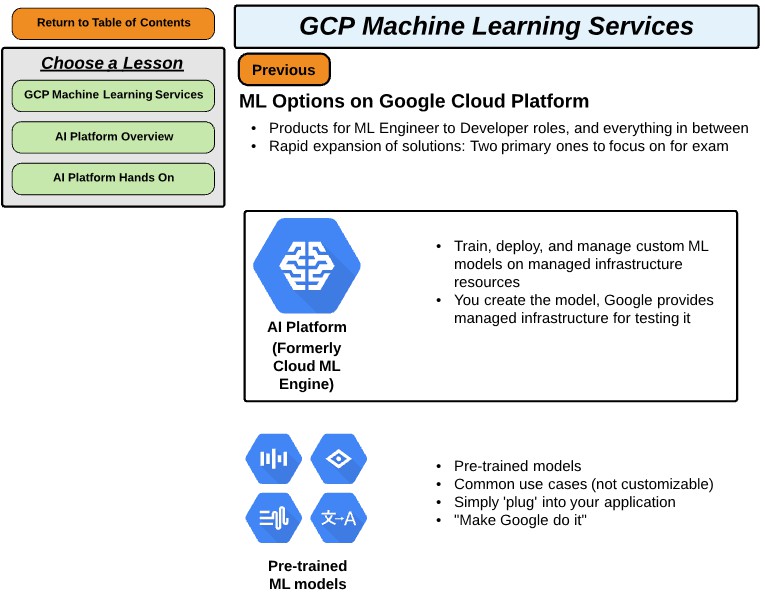 Return to Table of Contents
GCP Machine Learning Services
Choose a Lesson
GCP Machine Learning Services
AI Platform Overview
AI Platform Hands On
Previous
ML Options on Google Cloud Platform
• Products for ML Engineer to Developer roles, and everything in between
• Rapid expansion of solutions: Two primary ones to focus on for exam
AI Platform
(Formerly
Cloud ML
Engine)
• Train, deploy, and manage custom ML
models on managed infrastructure
resources
• You create the model, Google provides
managed infrastructure for testing it
文→A
Pre-trained
ML models
• Pre-trained models
• Common use cases (not customizable)
• Simply 'plug' into your application
• "Make Google do it"